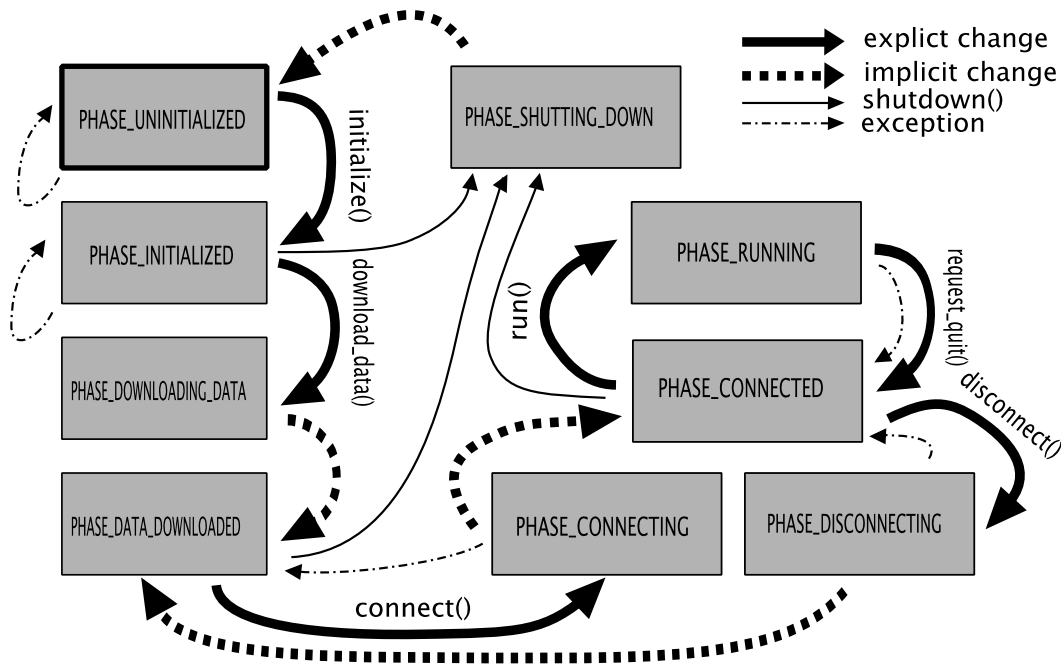 explict change
implicit change
shutdown()
exception
PHASE_UNINITIALIZED
PHASE_SHUTTING_DOWN
initialize()
PHASE_INITIALIZED
PHASE_RUNNING
download_data()
run()
request_quit()
PHASE_DOWNLOADING_DATA
PHASE_CONNECTED
disconnect()
PHASE_DATA_DOWNLOADED
PHASE_CONNECTING
PHASE_DISCONNECTING
connect()